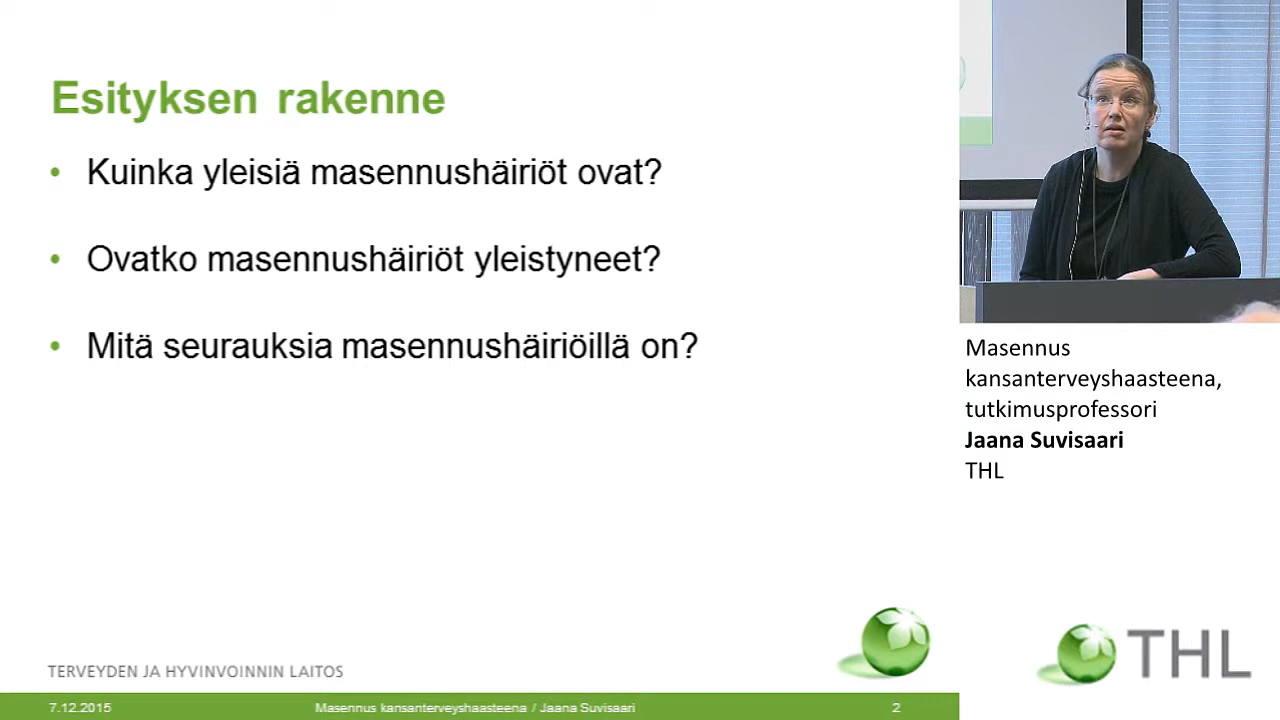 Esityksen rakenne
• Kuinka yleisiä masennushäiriöt ovat?
• Ovatko masennushäiriöt yleistyneet?
• Mitä seurauksia masennushäiriöillä on?
TERVEYDEN JA HYVINVOINNIN LAITOS
7.12.2015
Masennus kansanterveyshaasteena / Jaana Suvisaari
2
Masennus
kansanterveyshaasteena,
tutkimusprofessori
Jaana Suvisaari
THL
THL